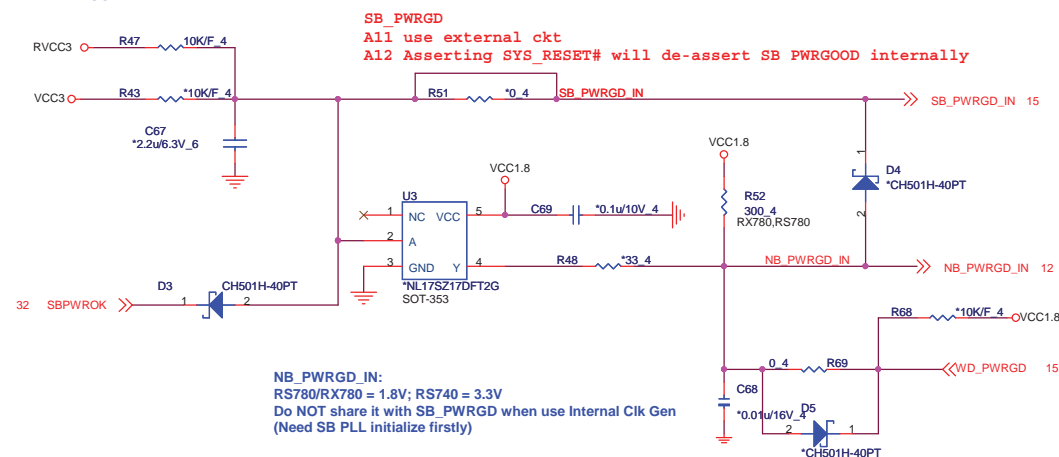 SB_PWRGD
A11 use external ckt
A12 Asserting SYS_RESET# will de-assert SB PWRGOOD internally
RVCC3
R47
10K/F_4
VCC3
R43
*10K/F_4
R51
*0_4
SB_PWRGD_IN
SB_PWRGD 15
C67
*2.2u/6.3V_6
VCC1.8
VCC1.8
1
D4
*CH501H-40PT
2
U3
1 NC VCC 5
C69
*0.1u/10V_4
R52
300_4
RX780,RS780
2 A
3 GND Y 4
R48
*33_4
NB_PWRGD_IN
NB_PWRGD_IN 12
*NL17SZ17DFT2G
SOT-353
32 SBPWROK
D3
1
2
CH501H-40PT
R68
*10K/F_4
VCC1.8
0_4
R69
WD_PWRGD 15
NB_PWRGD_IN:
RS780/RX780 = 1.8V; RS740 = 3.3V
Do NOT share it with SB_PWRGD when use Internal Clk Gen
(Need SB PLL initialize firstly)
C68
*0.01u/16V_4
D5
2
1
*CH501H-40PT